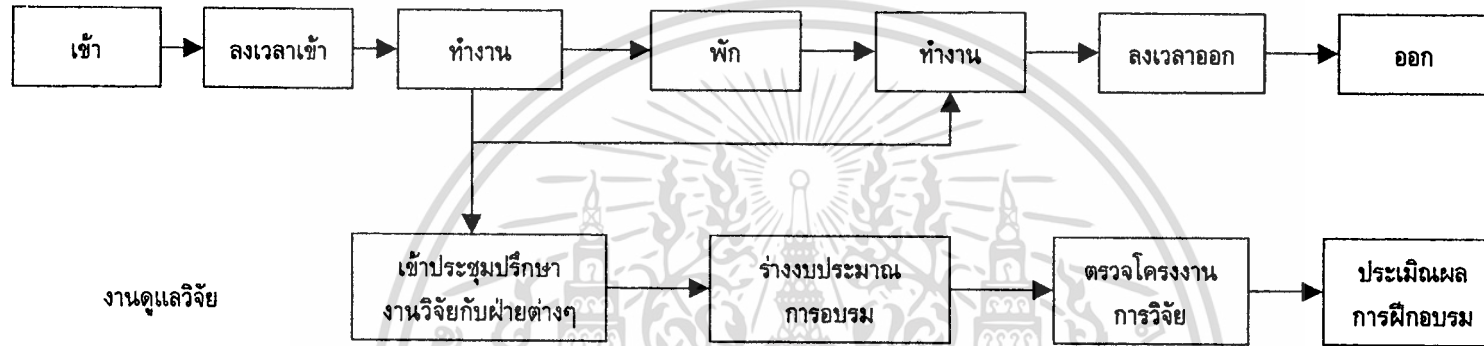 เข้า
ลงเวลาเข้า
ทำงาน
พัก
ทำงาน
ลงเวลาออก
ออก
งานดูแลวิจัย
เข้าประชุมปรึกษา
งานวิจัยกับฝ่ายต่างๆ
ร่างงบประมาณ
การอบรม
ตรวจโครงงาน
การวิจัย
ประเมิณผล
การฝึกอบรม